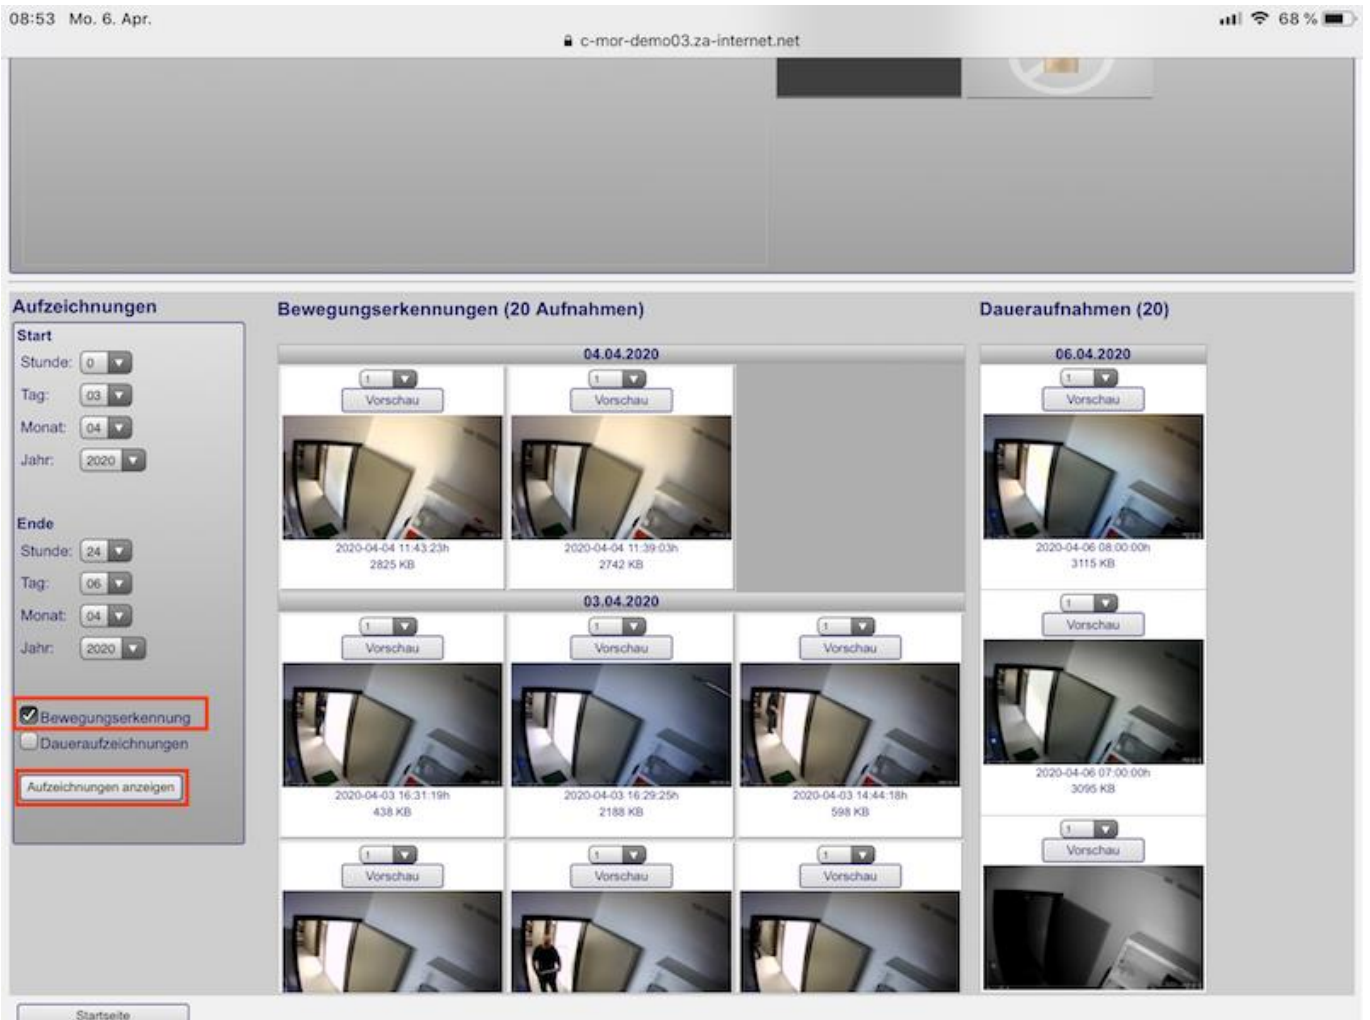 08:53 Mo. 6. Apr.
68 %
c-mor-demo03.za-internet.net
Aufzeichnungen
Start
Stunde: 0
Tag: 03
Monat: 04
Jahr: 2020
Ende
Stunde: 24
Tag: 06
Monat: 04
Jahr: 2020
Bewegungserkennung
Daueraufzeichnungen
Aufzeichnungen anzeigen
Bewegungserkennungen (20 Aufnahmen)
04.04.2020
1 1
Vorschau Vorschau
2020-04-04 11:43:23h 2020-04-04 11:39:03h
2825 KB 2742 KB
03.04.2020
1 1 1
Vorschau Vorschau Vorschau
2020-04-03 16:31:19h 2020-04-03 16:29:25h 2020-04-03 14:44:18h
438 KB 2188 KB 598 KB
1 1 1
Vorschau Vorschau Vorschau
Daueraufnahmen (20)
06.04.2020
1
Vorschau
2020-04-06 08:00:00h
3115 KB
1
Vorschau
2020-04-06 07:00:00h
3095 KB
1
Vorschau
Startseite